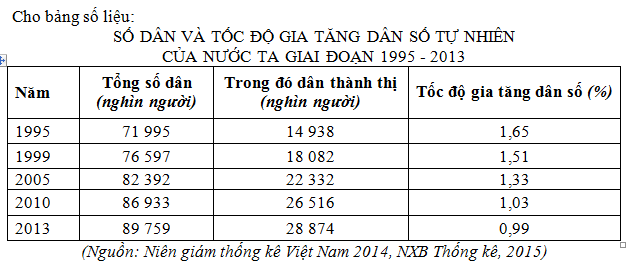 Cho bảng số liệu:
SỐ DÂN VÀ TỐC ĐỘ GIA TĂNG DÂN SỐ TỰ NHIÊN
CỦA NƯỚC TA GIAI ĐOẠN 1995 - 2013
Năm Tổng số dân (nghìn người) Trong đó dân thành thị (nghìn người) Tốc độ gia tăng dân số (%)
1995 71 995 14 938 1,65
1999 76 597 18 082 1,51
2005 82 392 22 332 1,33
2010 86 933 26 516 1,03
2013 89 759 28 874 0,99
(Nguồn: Niên giám thống kê Việt Nam 2014, NXB Thống kê, 2015)